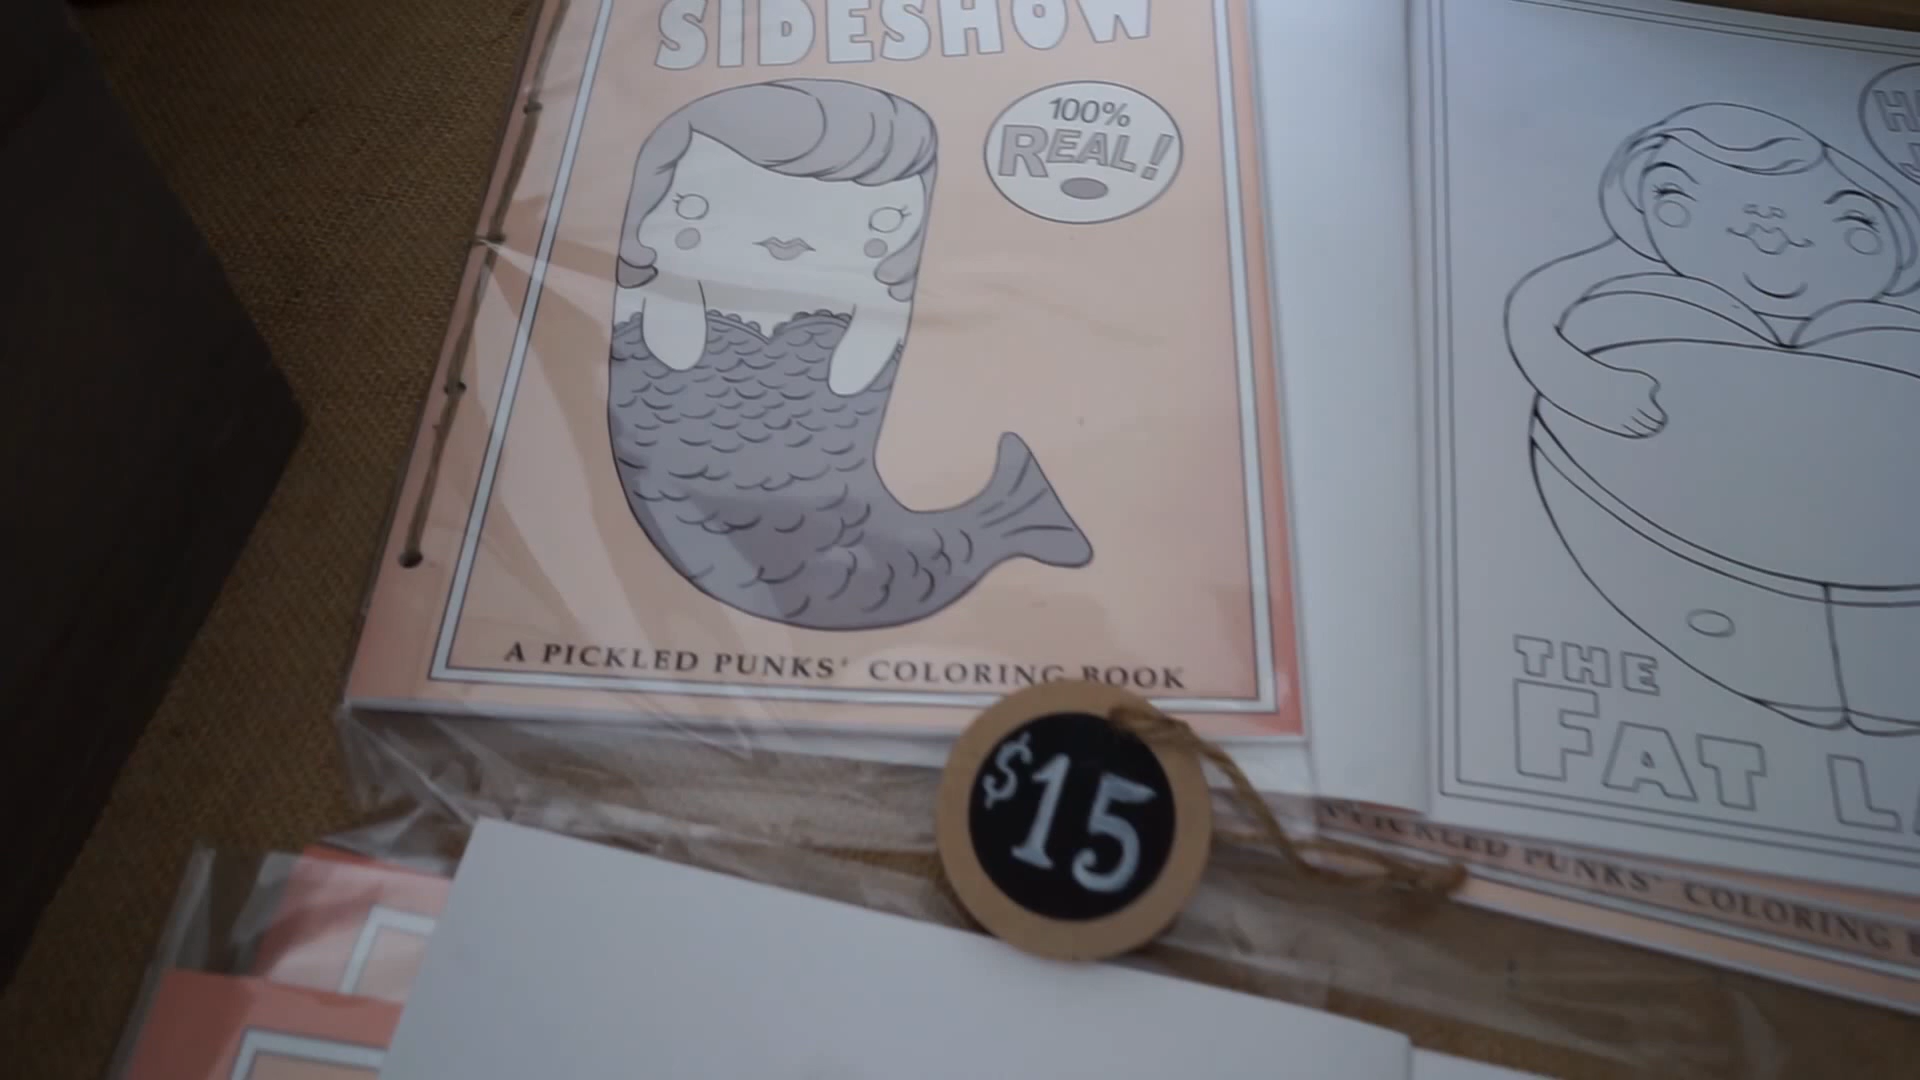 SIDESHOW
100%
REAL!
A PICKLED PUNKS' COLORING BOOK
$15
THE
FAT
PICKLED PUNKS' COLORING